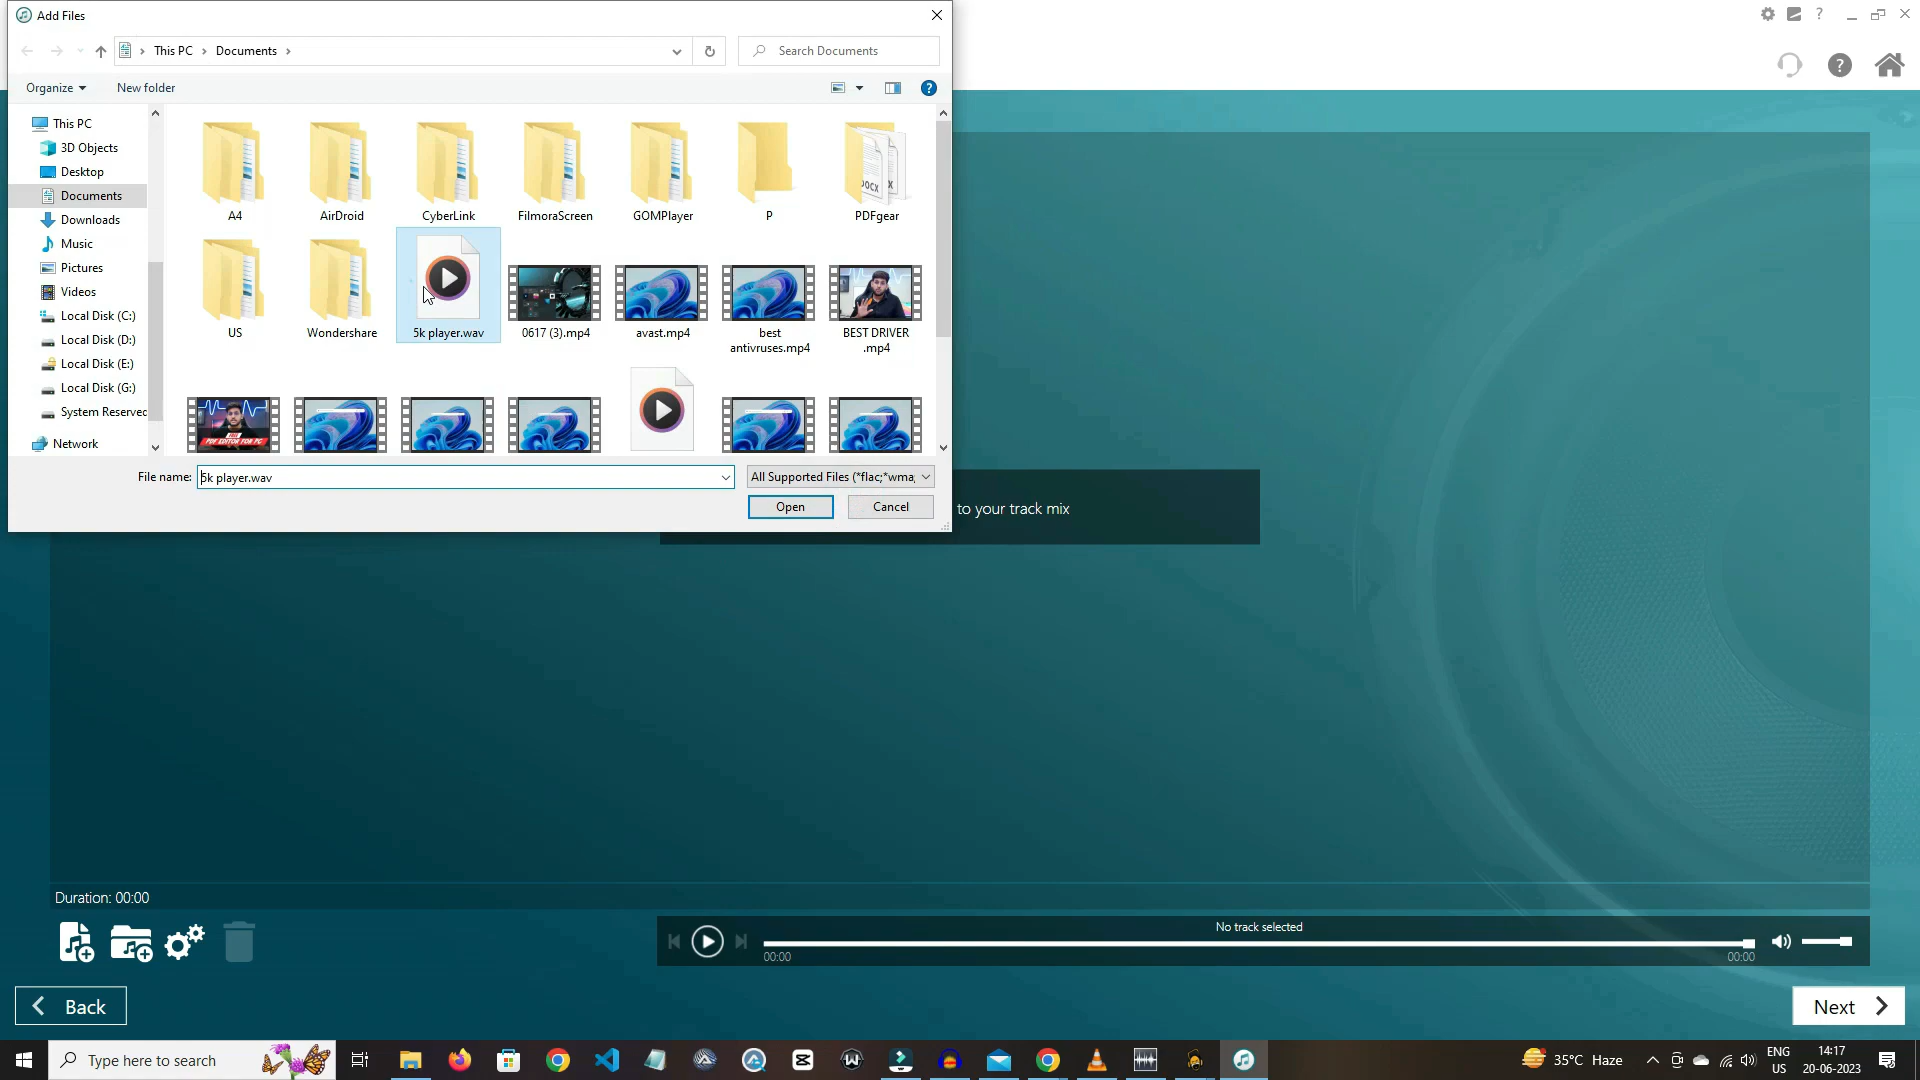 Add Files
This PC
Documents
Search Documents
Organize
New folder
This PC
3D Objects
Desktop
Documents
Downloads
Music
Pictures
Videos
Local Disk (C:)
Local Disk (D:)
Local Disk (E:)
Local Disk (G:)
System Reserved
Network
A4
AirDroid
CyberLink
FilmoraScreen
GOMPlayer
P
PDFgear
US
Wondershare
5k player.wav
0617 (3).mp4
avast.mp4
best
antivruses.mp4
BEST DRIVER
.mp4
File name:
5k player.wav
All Supported Files (*flac;*wma;
Open
Cancel
to your track mix
Duration: 00:00
No track selected
00:00
00:00
Back
Next
Type here to search
35°C Haze
ENG
US
14:17
20-06-2023